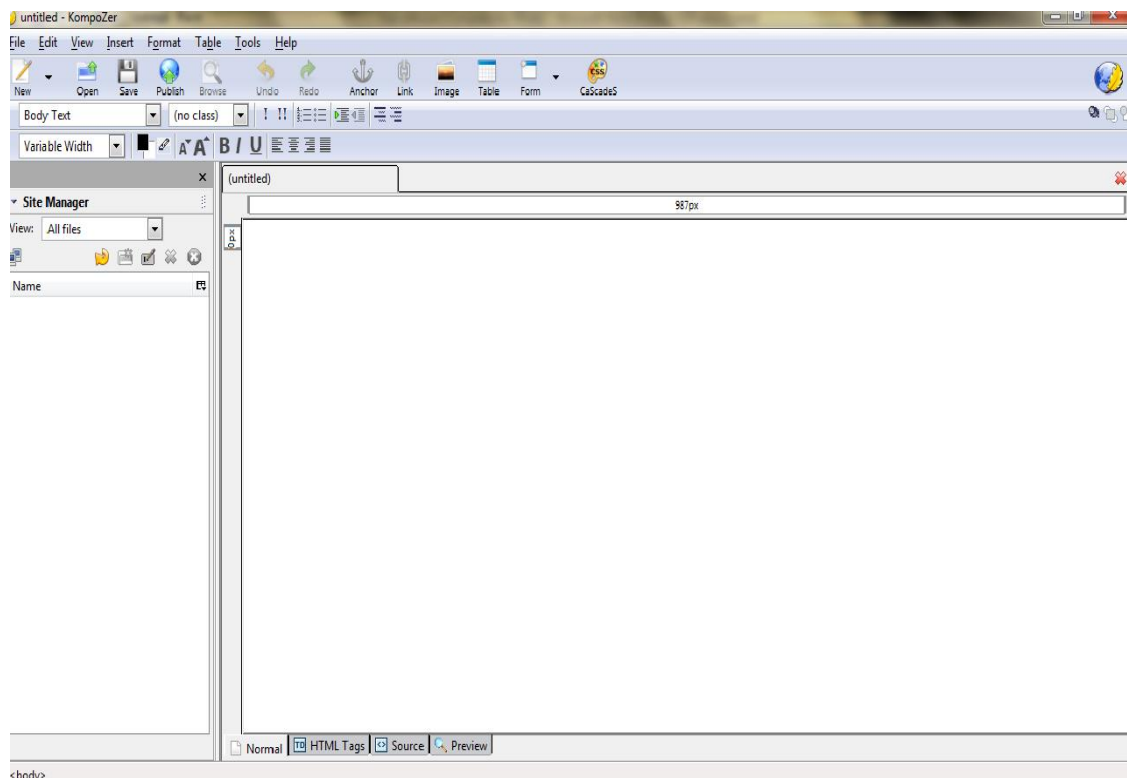 untitled - KompoZer
File Edit View Insert Format Table Tools Help
New Open Save Publish Browse Undo Redo Anchor Link Image Table Form CaScadeS
CSS
Body Text (no class) ! !!
Variable Width A A B I U
(untitled)
Site Manager
987px
View: All files
0px
Name
Normal TD HTML Tags Source Preview
<body>